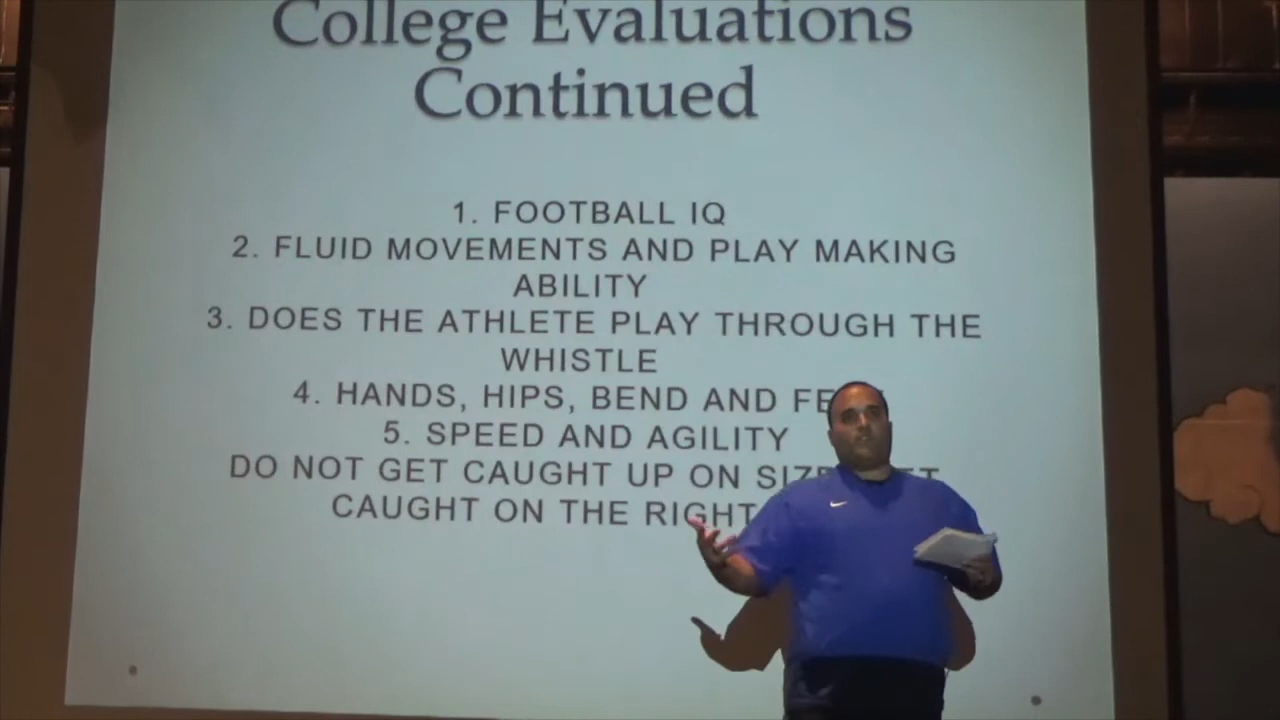 College Evaluations
Continued
1. FOOTBALL IQ
2. FLUID MOVEMENTS AND PLAY MAKING
ABILITY
3. DOES THE ATHLETE PLAY THROUGH THE
WHISTLE
4. HANDS, HIPS, BEND AND
5. SPEED AND AGILITY
DO NOT GET CAUGHT UP ON
CAUGHT ON THE RIGHT